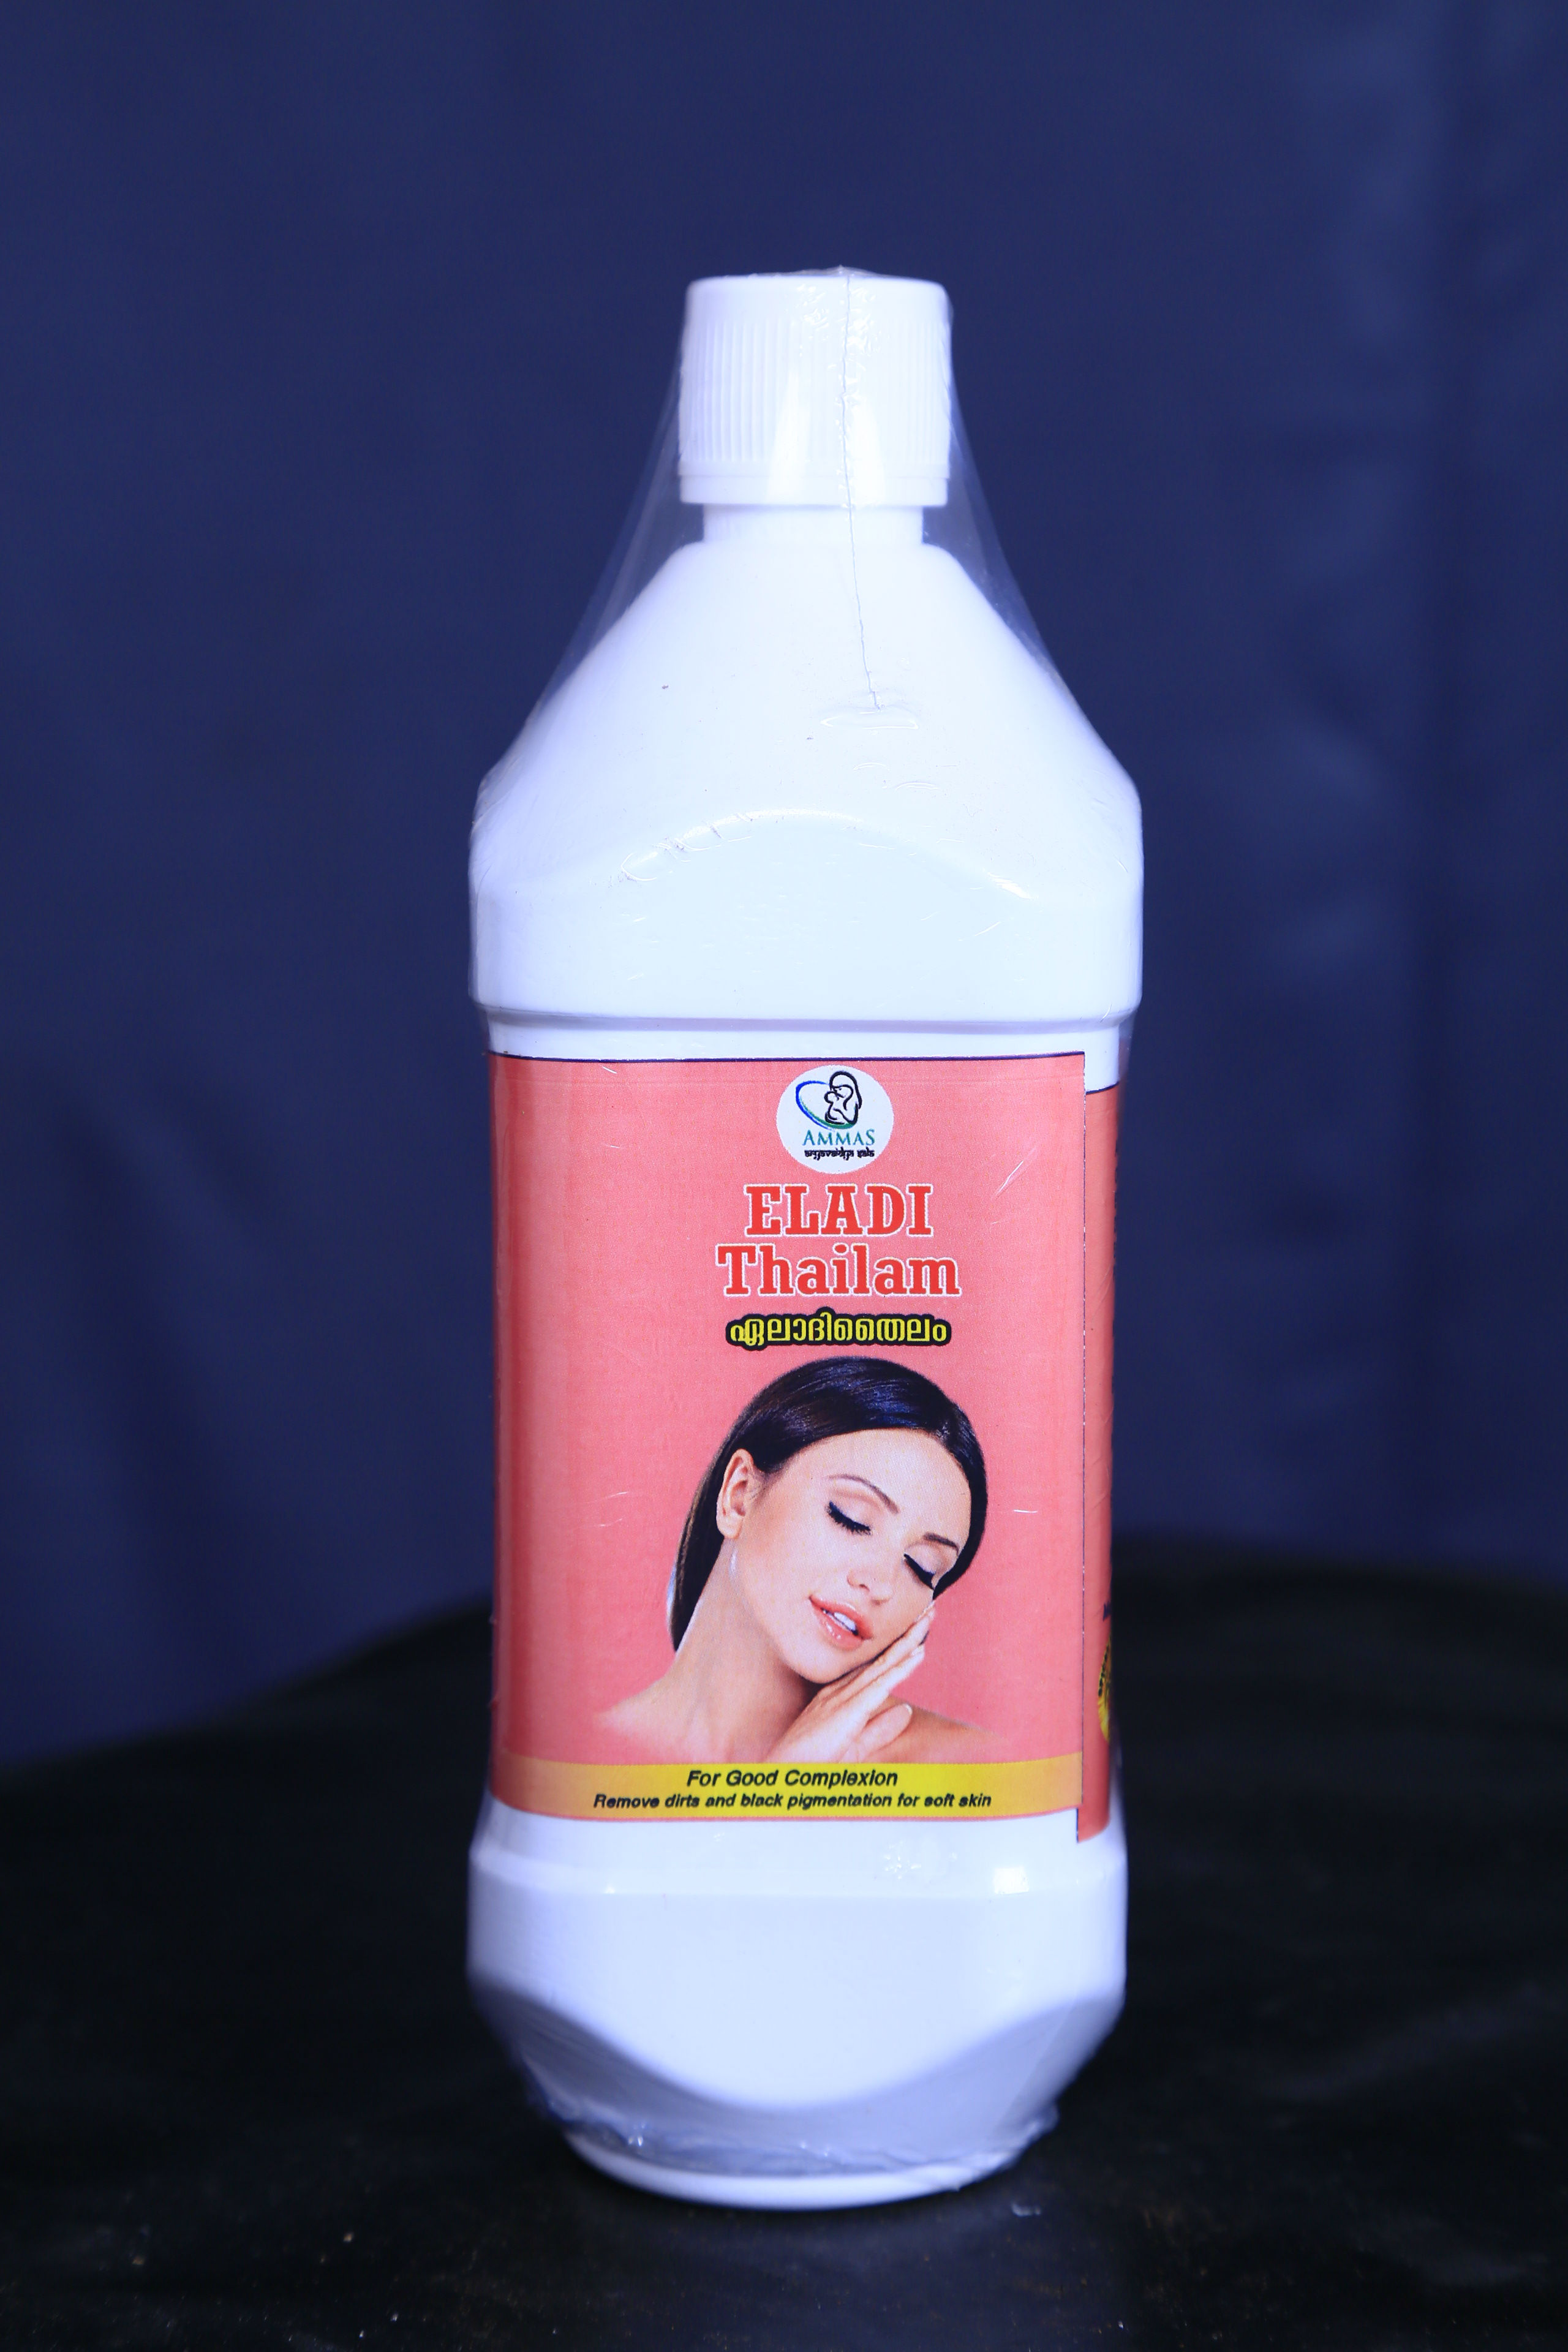 AMMAS
ELADI
Thailam
ഏലാദിതൈലം
For Good Complexion
Remove dirts and black pigmentation for soft skin